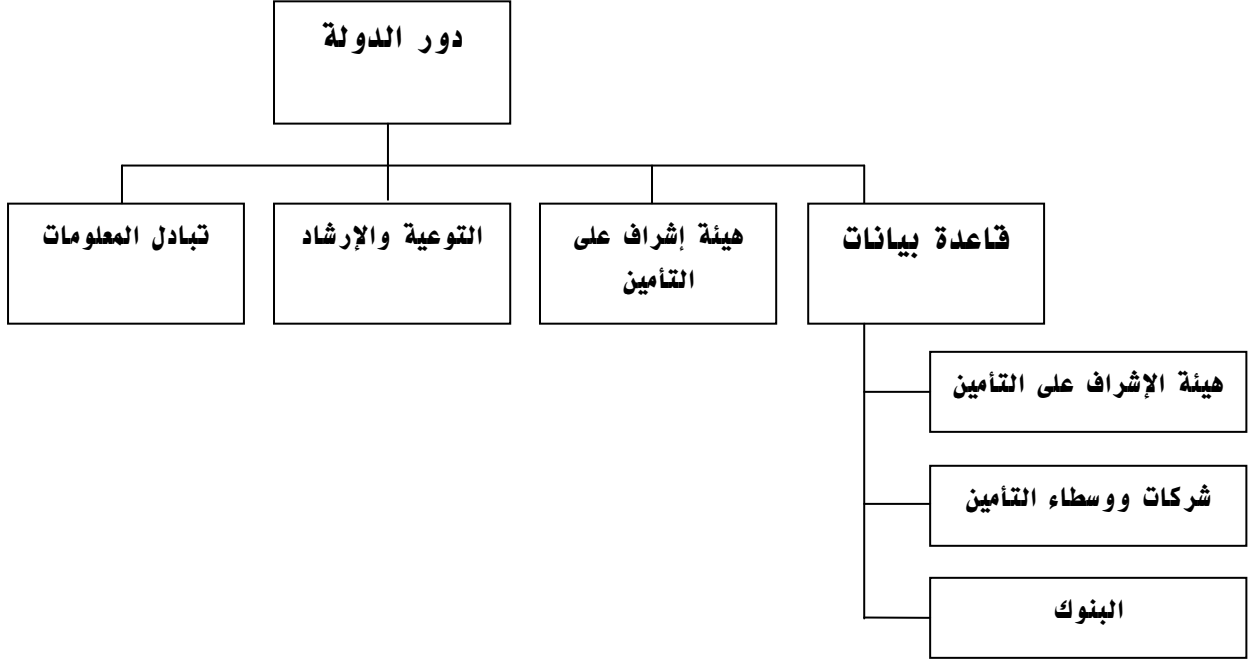 دور الدولة
قاعدة بيانات
هيئة إشراف على
التأمين
التوعية والإرشاد
تبادل المعلومات
هيئة الإشراف على التأمين
شركات ووسطاء التأمين
البنوك